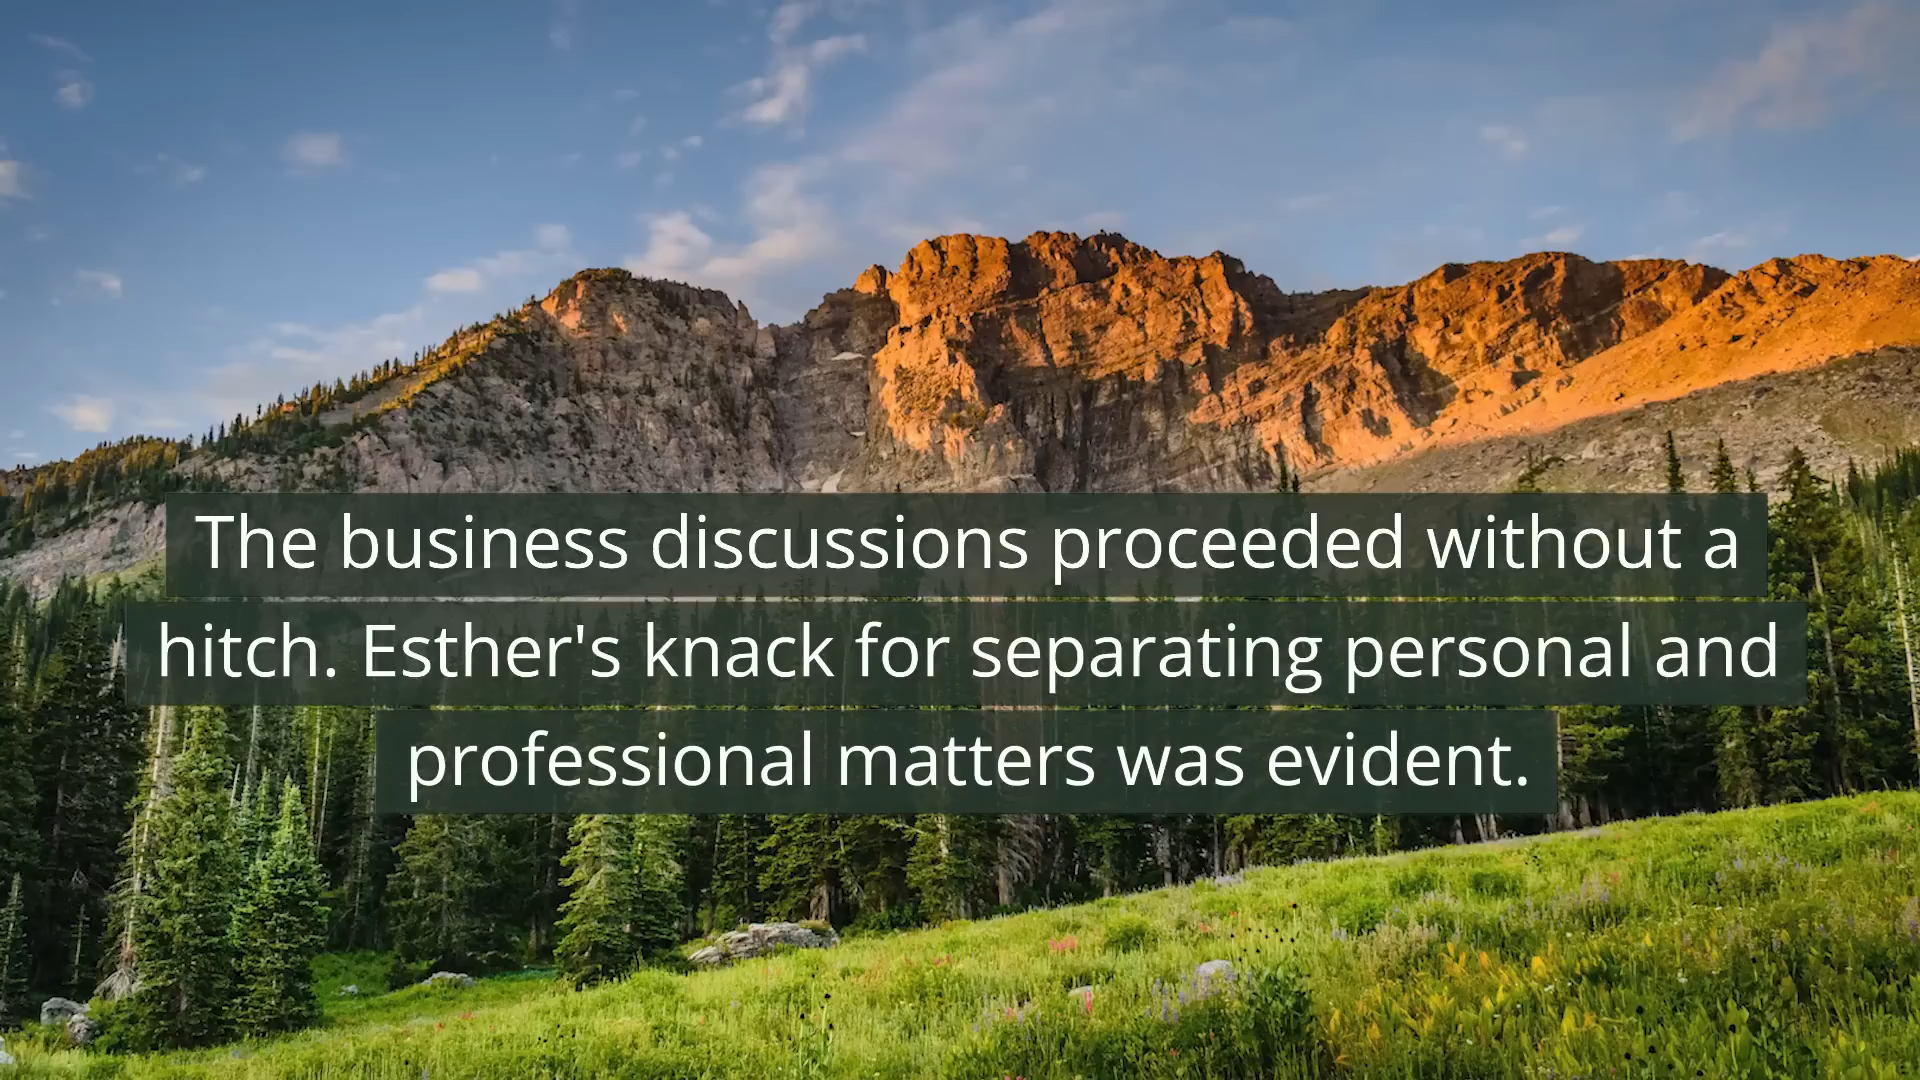 The business discussions proceeded without a
hitch. Esther's knack for separating personal and
professional matters was evident.